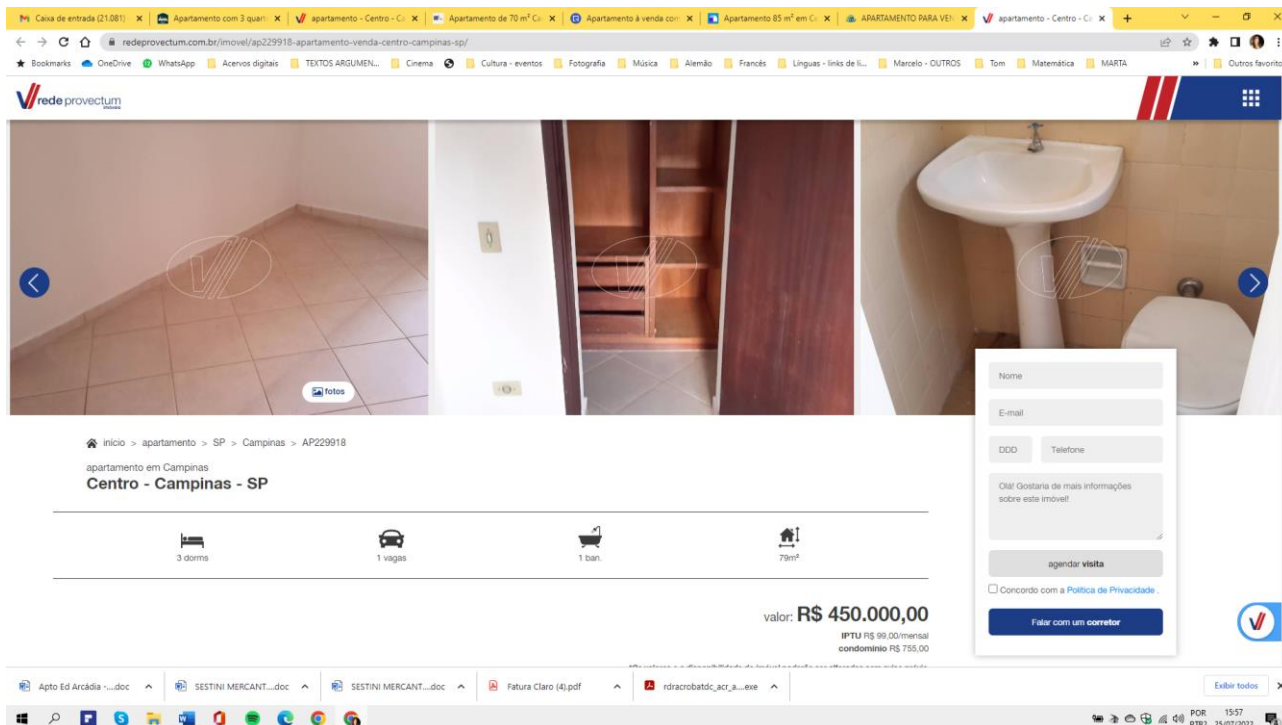 Caixa de entrada (21.081)
Apartamento com 3 quart
apartamento - Centro - Ca
Apartamento de 70 m² Ca
Apartamento à venda com
Apartamento 85 m² em C
APARTAMENTO PARA VEN
apartamento - Centro - Ca
redeprovectum.com.br/imovel/ap229918-apartamento-venda-centro-campinas-sp/
Bookmarks OneDrive WhatsApp Acervos digitais TEXTOS ARGUMEN... Cinema Cultura - eventos Fotografia Música Alemão Francês Línguas - links de li... Marcelo - OUTROS Tom Matemática MARTA » Outros favorito
rede provectum
fotos
início > apartamento > SP > Campinas > AP229918
apartamento em Campinas
Centro - Campinas - SP
3 dorms
1 vagas
1 ban.
79m²
valor: R$ 450.000,00
IPTU R$ 99,00/mensal
condomínio R$ 755,00
Nome
E-mail
DDD Telefone
Olá! Gostaria de mais informações
sobre este imóvel!
agendar visita
Concordo com a Política de Privacidade .
Falar com um corretor
Apto Ed Arcádia -....doc
SESTINI MERCANT....doc
SESTINI MERCANT....doc
Fatura Claro (4).pdf
rdracrobatdc_acr_a....exe
Exibir todos
POR 15:57
PTB2 25/07/2022